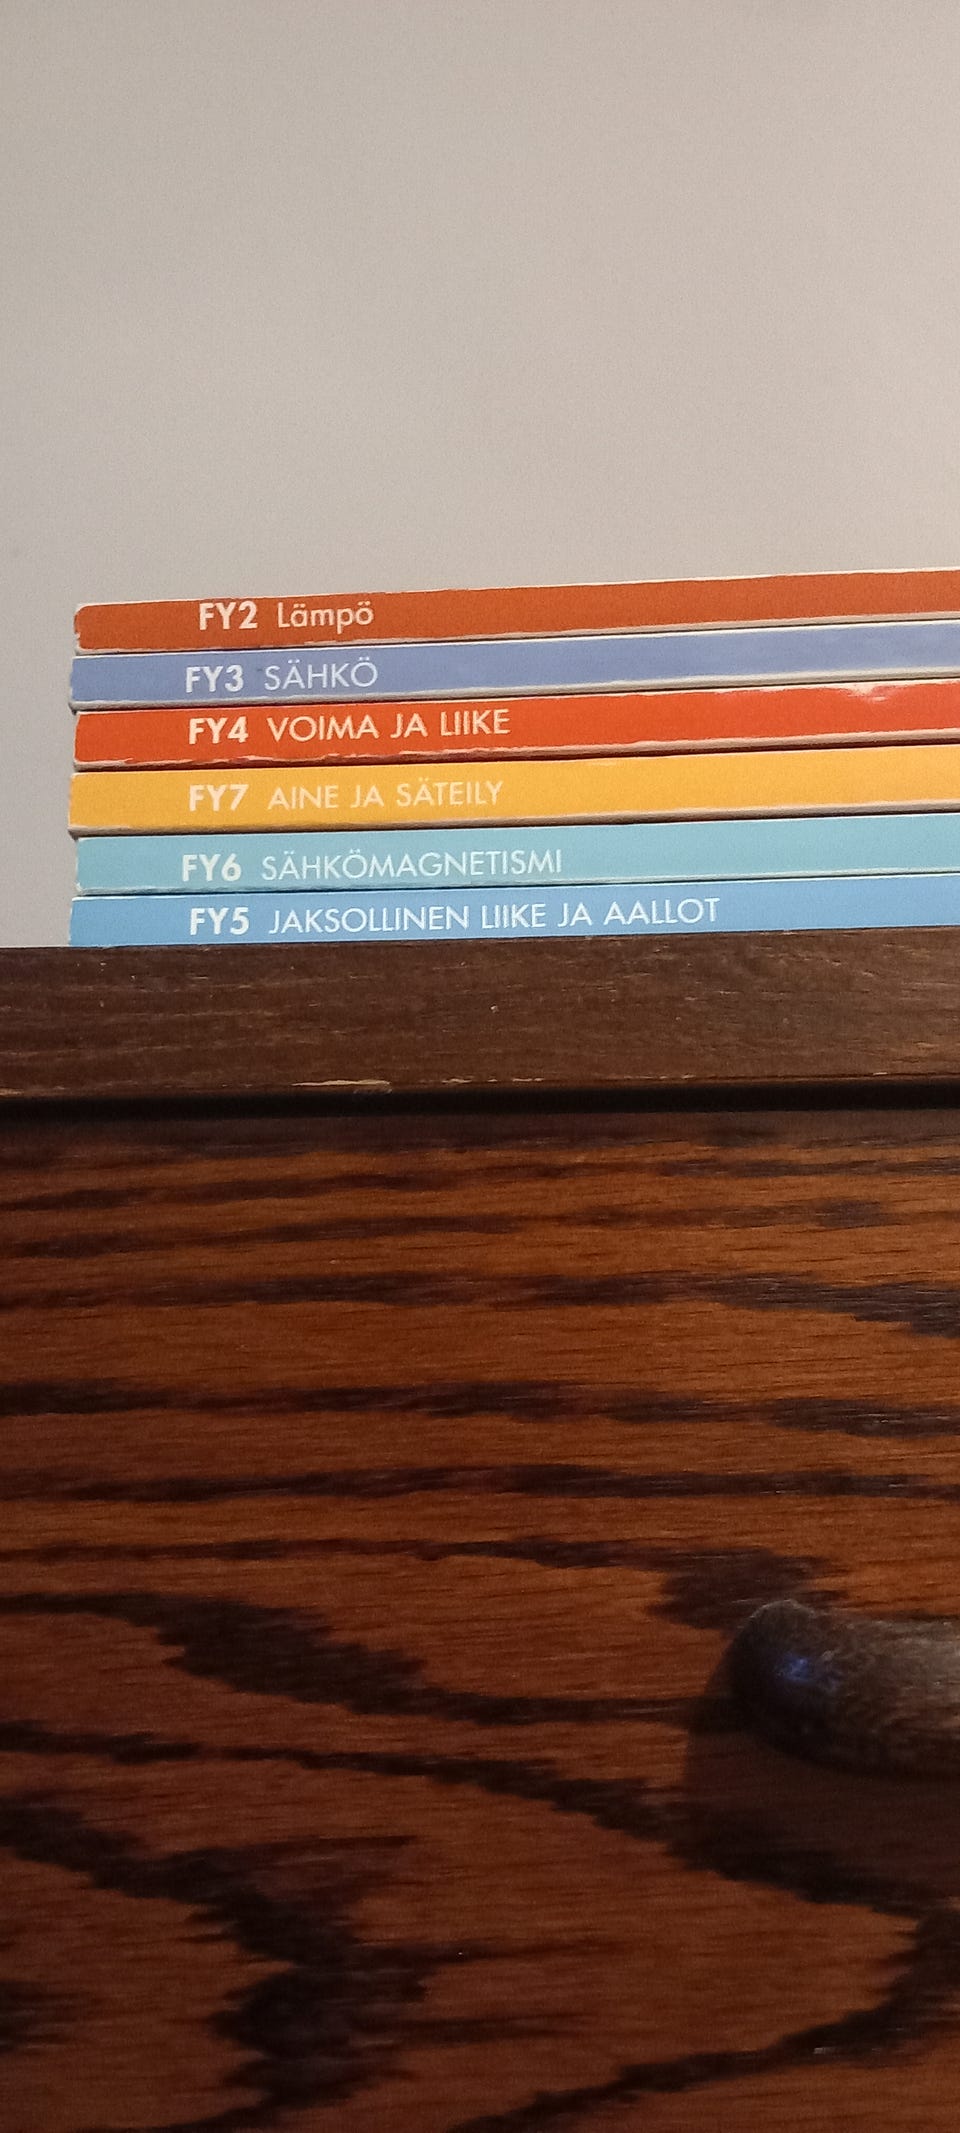 FY2 Lämpö
FY3 SÄHKÖ
FY4 VOIMA JA LIIKE
FY7 AINE JA SÄTEILY
FY6 SÄHKÖMAGNETISMI
FY5 JAKSOLLINEN LIIKE JA AALLOT